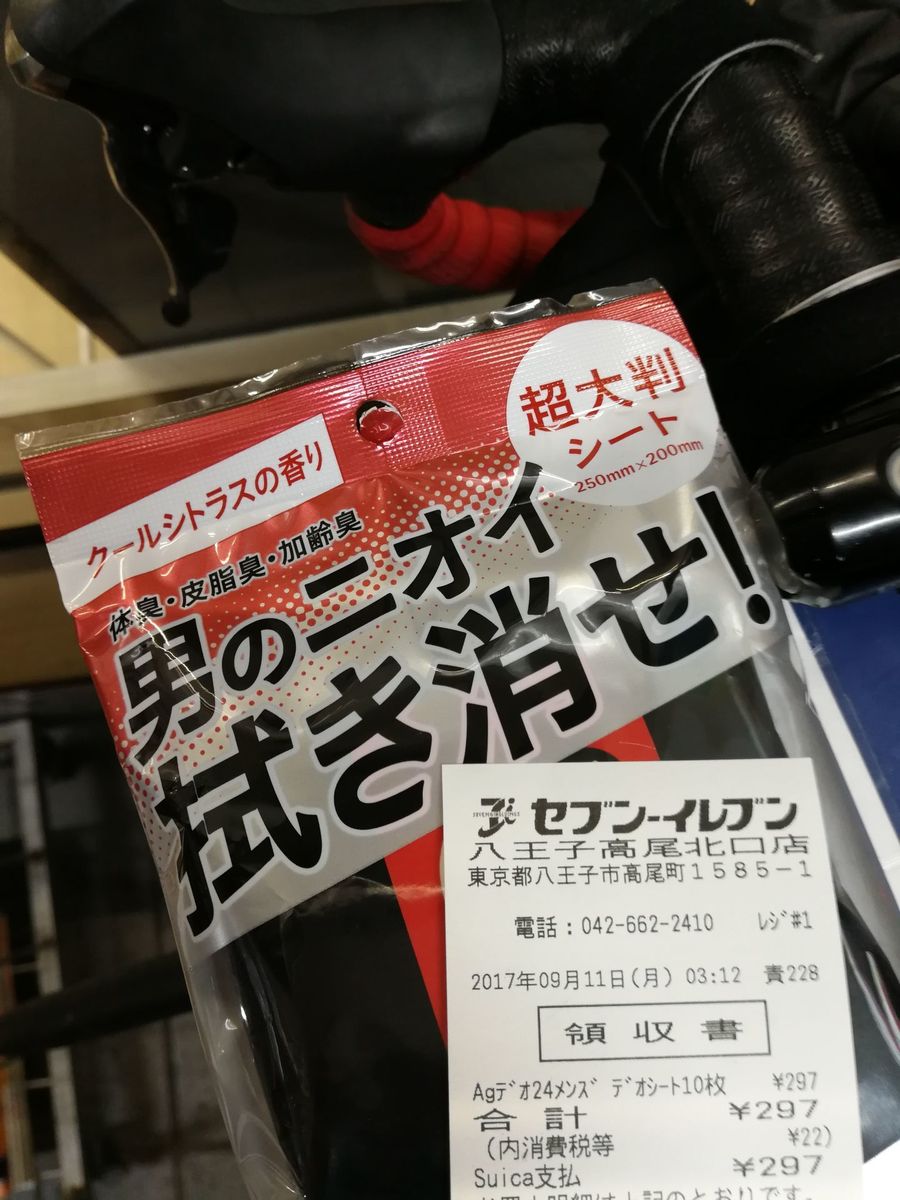 超大判
シート
250mm×200mm
クールシトラスの香り
体臭・皮脂臭・加齢臭
男のニオイ
拭き消せ!
セブン-イレブン
八王子高尾北口店
東京都八王子市高尾町1585-1
電話:042-662-2410 レジ#1
2017年09月11日(月) 03:12 責228
領収書
Agデオ24メンズ デオシート10枚 ¥297
合計 ¥297
(内消費税等 ¥22)
Suica支払 ¥297